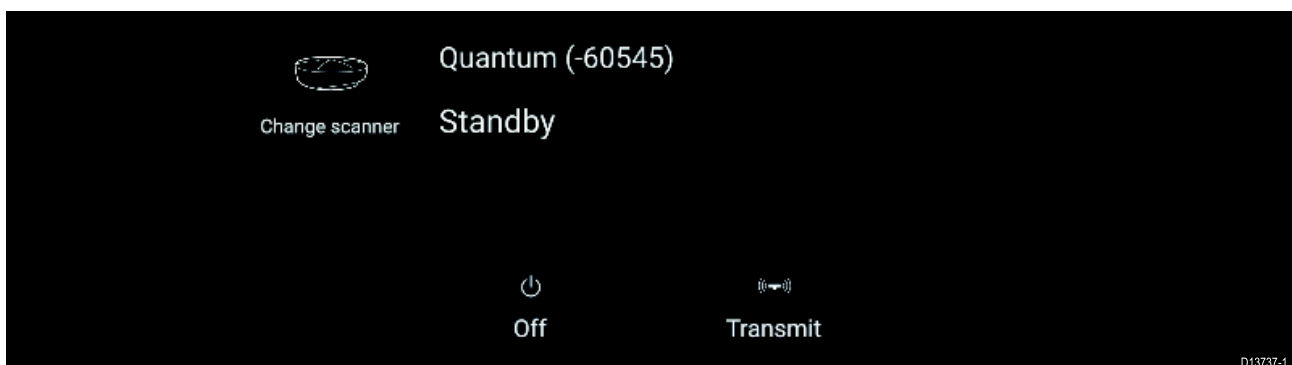 Quantum (-60545)
Change scanner
Standby
Off
Transmit
D13737-1